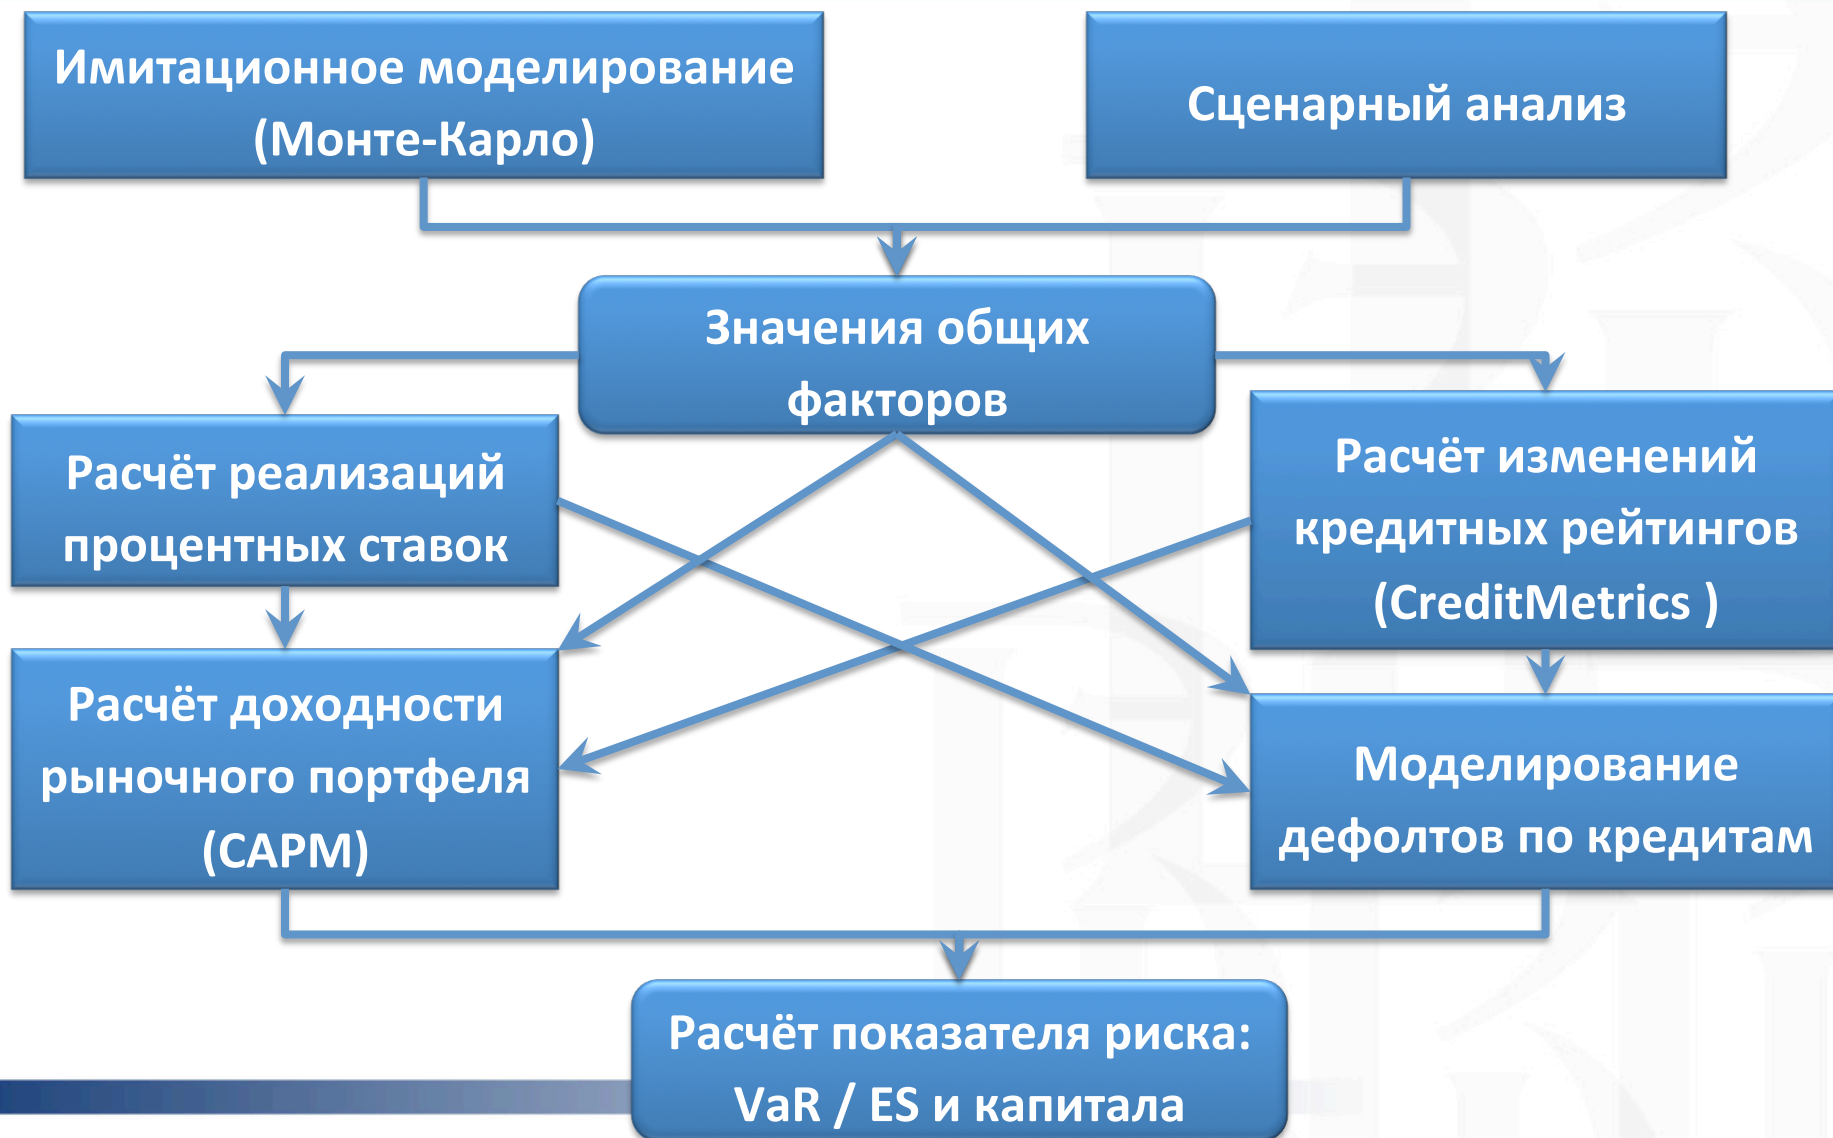 Имитационное моделирование
(Монте-Карло)
Сценарный анализ
Значения общих
факторов
Расчёт реализаций
процентных ставок
Расчёт изменений
кредитных рейтингов
(CreditMetrics )
Расчёт доходности
рыночного портфеля
(CAPM)
Моделирование
дефолтов по кредитам
Расчёт показателя риска:
VaR / ES и капитала